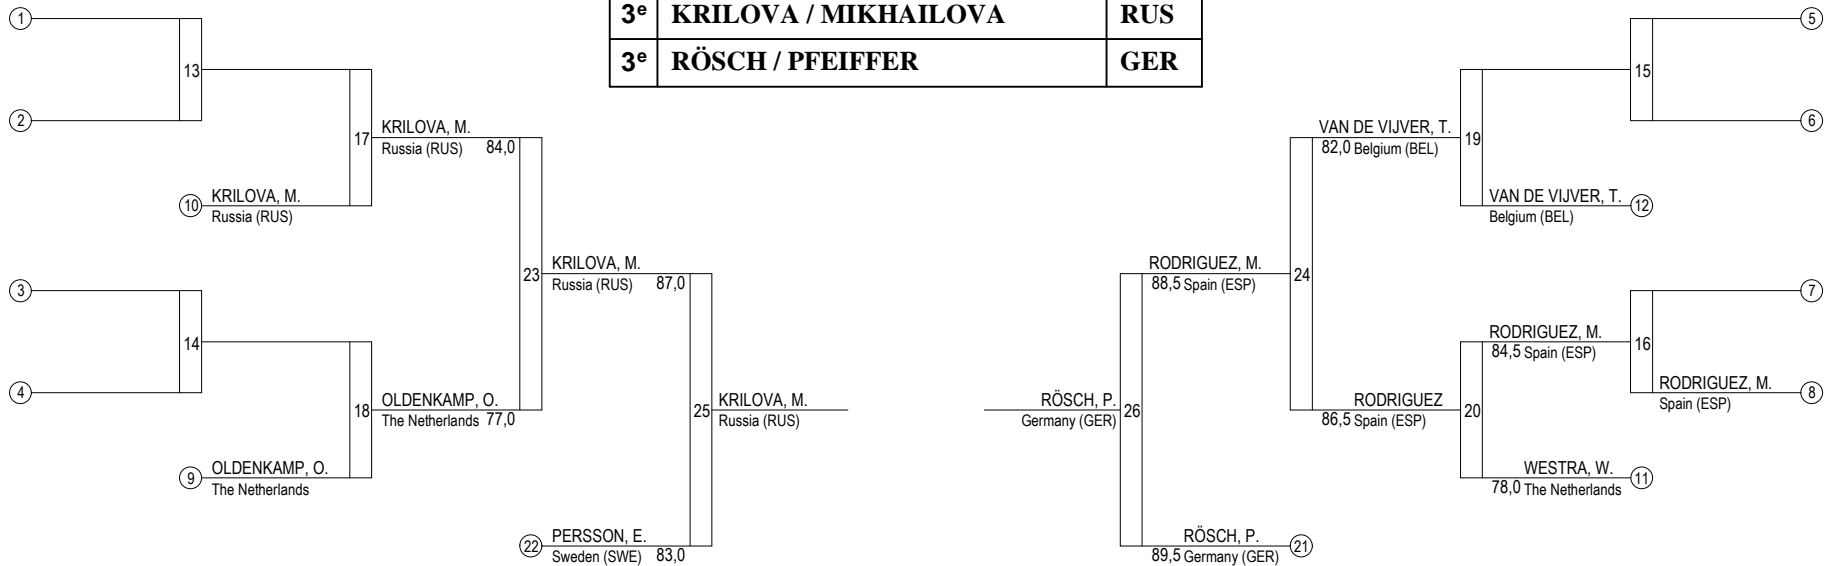 3e KRILOVA / MIKHAILOVA RUS
3e RÖSCH / PFEIFFER GER
1
2
13
17
KRILOVA, M.
Russia (RUS) 84,0
10 KRILOVA, M.
Russia (RUS)
3
4
14
18
OLDENKAMP, O.
The Netherlands 77,0
9 OLDENKAMP, O.
The Netherlands
23
KRILOVA, M.
Russia (RUS) 87,0
22 PERSSON, E.
Sweden (SWE) 83,0
25
KRILOVA, M.
Russia (RUS)
RÖSCH, P.
Germany (GER)
26
RODRIGUEZ, M.
88,5 Spain (ESP)
RÖSCH, P. 21
89,5 Germany (GER)
24
VAN DE VIJVER, T.
82,0 Belgium (BEL)
RODRIGUEZ
86,5 Spain (ESP)
19
VAN DE VIJVER, T. 12
Belgium (BEL)
20
RODRIGUEZ, M.
84,5 Spain (ESP)
WESTRA, W. 11
78,0 The Netherlands
15
5
6
16
7
RODRIGUEZ, M. 8
Spain (ESP)